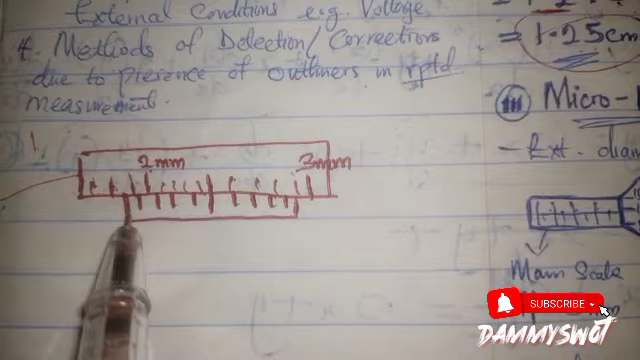 External Conditions e.g. Voltage
4. Methods of Detection/Corrections
due to presence of outliners in rptd
measurement.
1.
2mm
3mm
= 1.25cm
(iii) Micro-
- Ext. diam
Main Scale
SUBSCRIBE
DAMMYSWOT